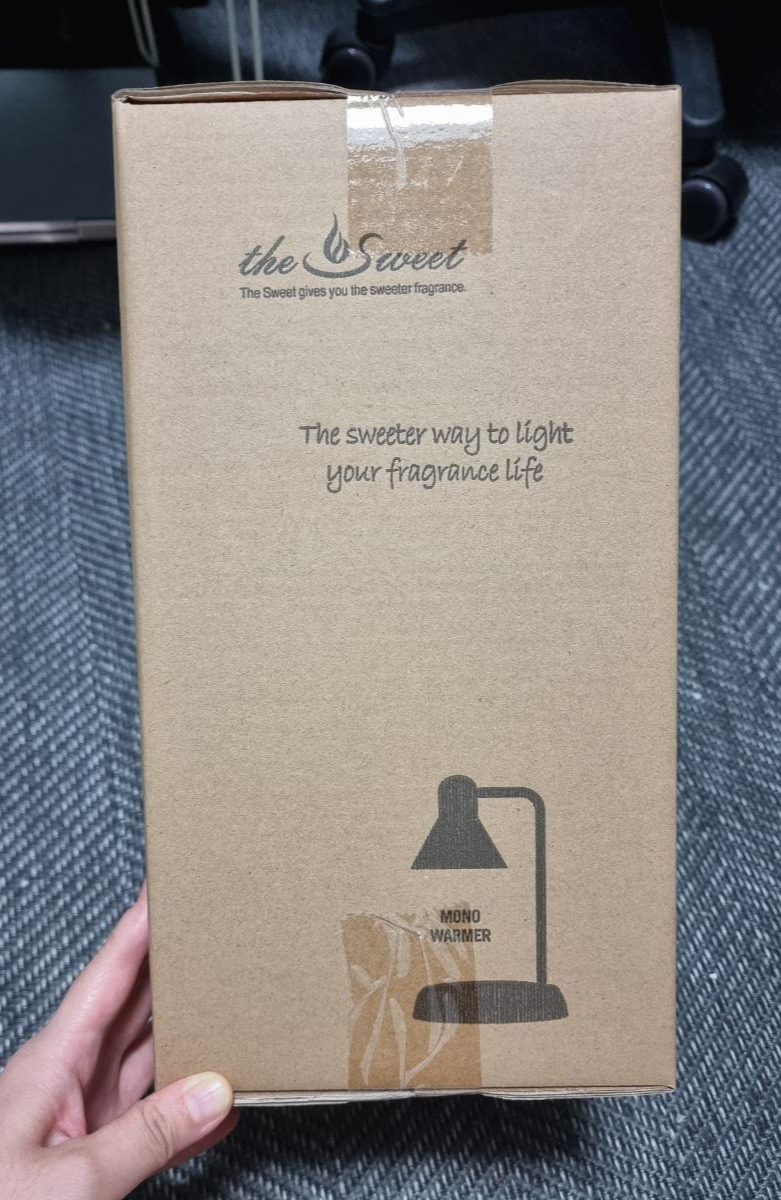 the Sweet
The Sweet gives you the sweeter fragrance.
The sweeter way to light
your fragrance life
MONO
WARMER